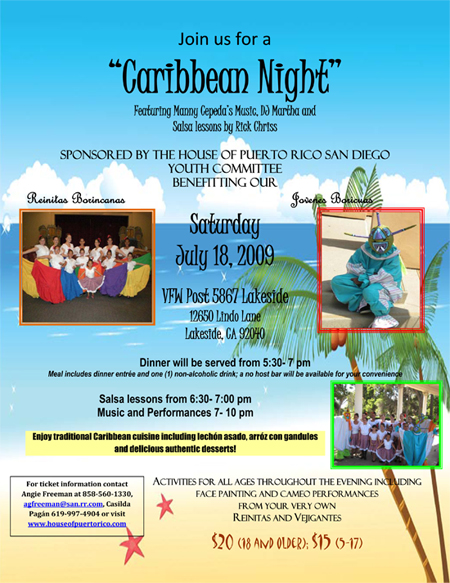 Join us for a
“Caribbean Night”
Featuring Manny Cepeda's Music, DJ Martha and
Salsa lessons by Rick Chriss
SPONSORED BY THE HOUSE OF PUERTO RICO SAN DIEGO
YOUTH COMMITTEE
BENEFITTING OUR
Reinitas Borincanas
Jovenes Boricuas
Saturday
July 18, 2009
VFW Post 5867 Lakeside
12650 Lindo Lane
Lakeside, CA 92040
Dinner will be served from 5:30- 7 pm
Meal includes dinner entrée and one (1) non-alcoholic drink; a no host bar will be available for your convenience
Salsa lessons from 6:30- 7:00 pm
Music and Performances 7- 10 pm
Enjoy traditional Caribbean cuisine including lechón asado, arróz con gandules
and delicious authentic desserts!
For ticket information contact
Angie Freeman at 858-560-1330,
agfreeman@san.rr.com, Casilda
Pagán 619-997-4904 or visit
www.houseofpuertorico.com
ACTIVITIES FOR ALL AGES THROUGHOUT THE EVENING INCLUDING
FACE PAINTING AND CAMEO PERFORMANCES
FROM YOUR VERY OWN
REINITAS AND VEJIGANTES
$20 (18 AND OLDER); $15 (5-17)